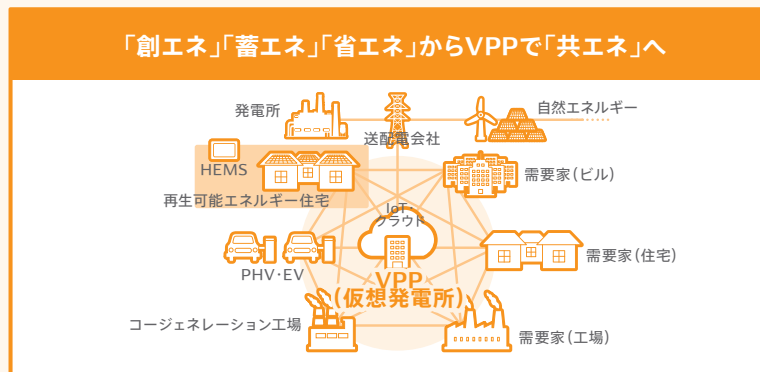 「創エネ」「蓄エネ」「省エネ」からVPPで「共エネ」へ
発電所
自然エネルギー
送配電会社
HEMS
再生可能エネルギー住宅
需要家(ビル)
IoT・
クラウド
PHV・EV
需要家(住宅)
VPP
(仮想発電所)
コージェネレーション工場
需要家(工場)